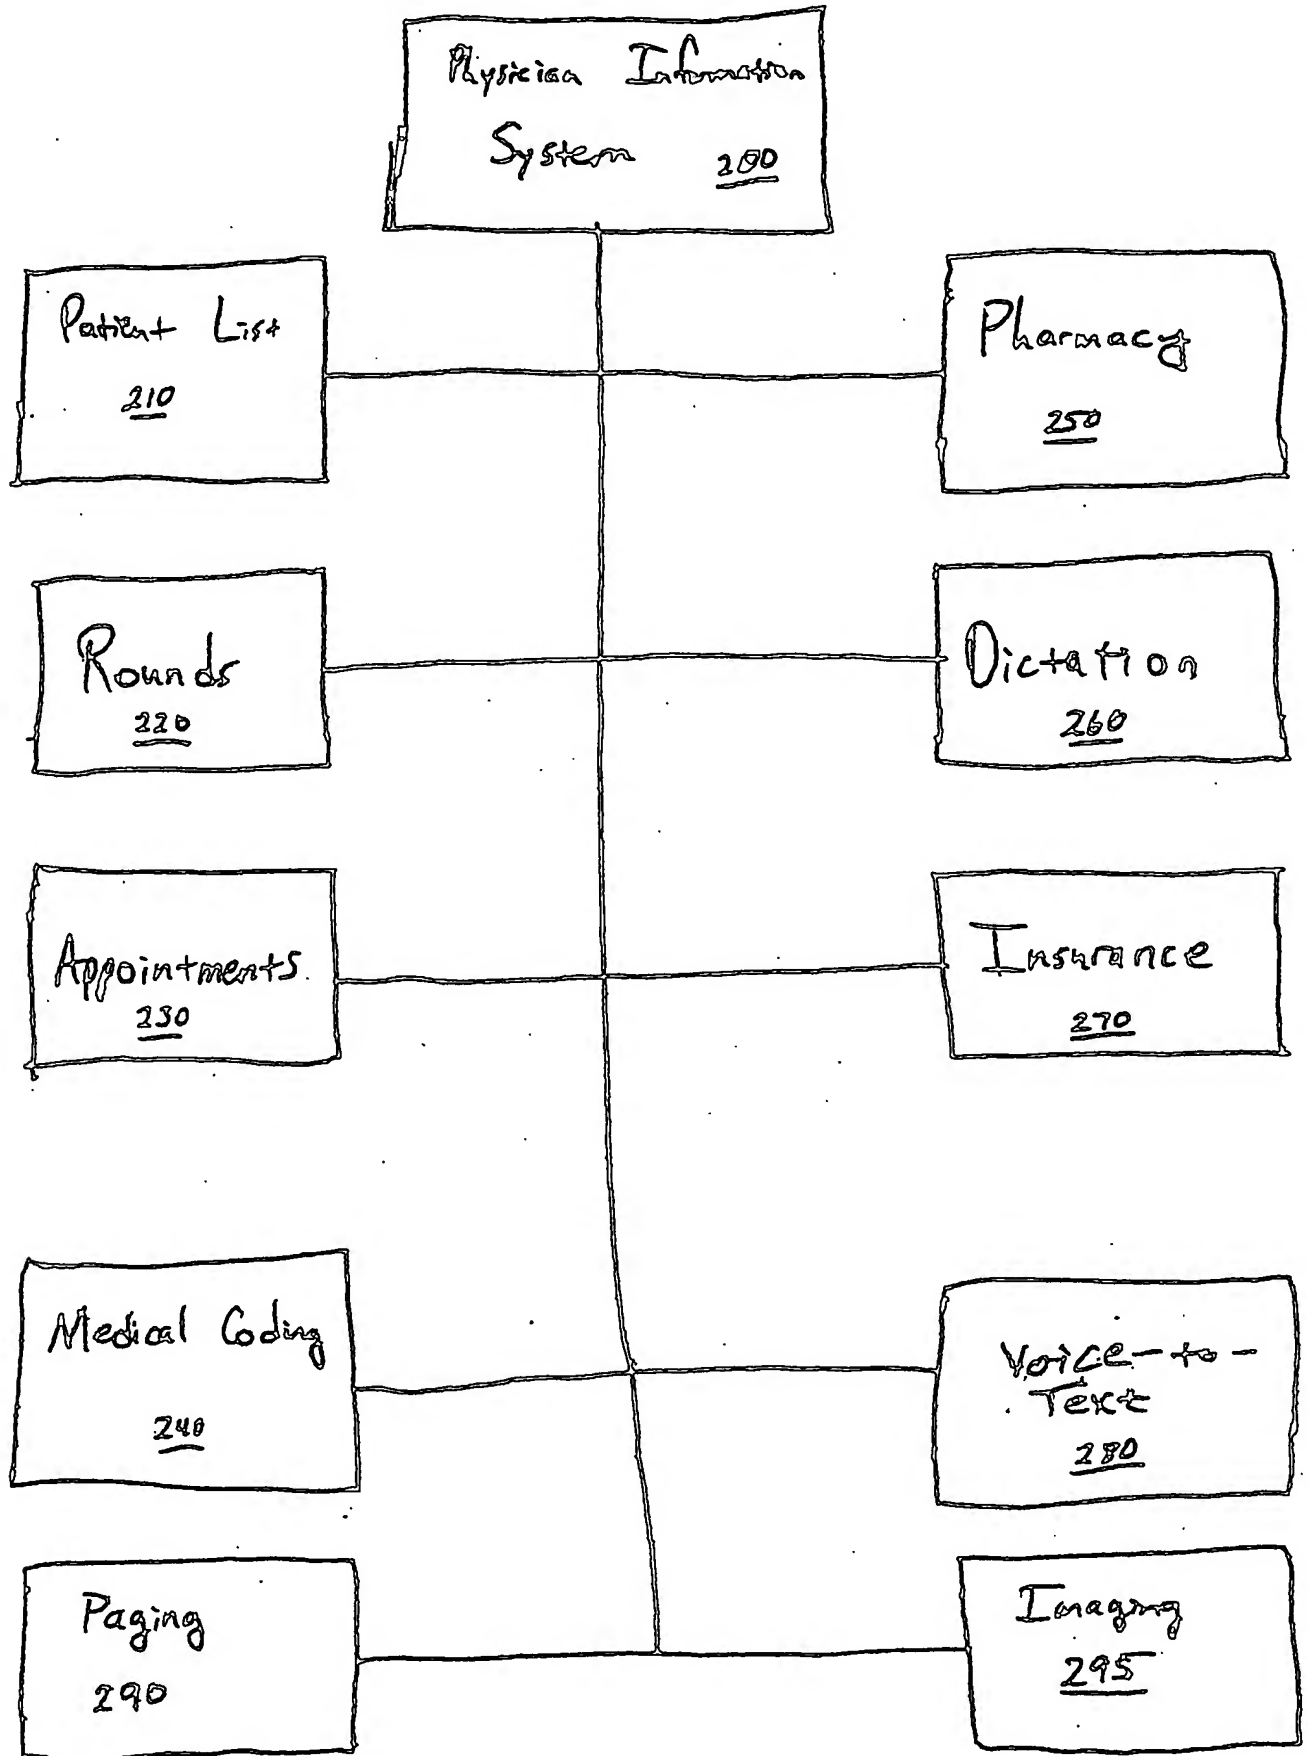 Physician Information
System 200
Patient List
210
Pharmacy
250
Rounds
220
Dictation
260
Appointments
230
Insurance
270
Medical Coding
240
Voice-to-
Text
280
Paging
290
Imaging
295